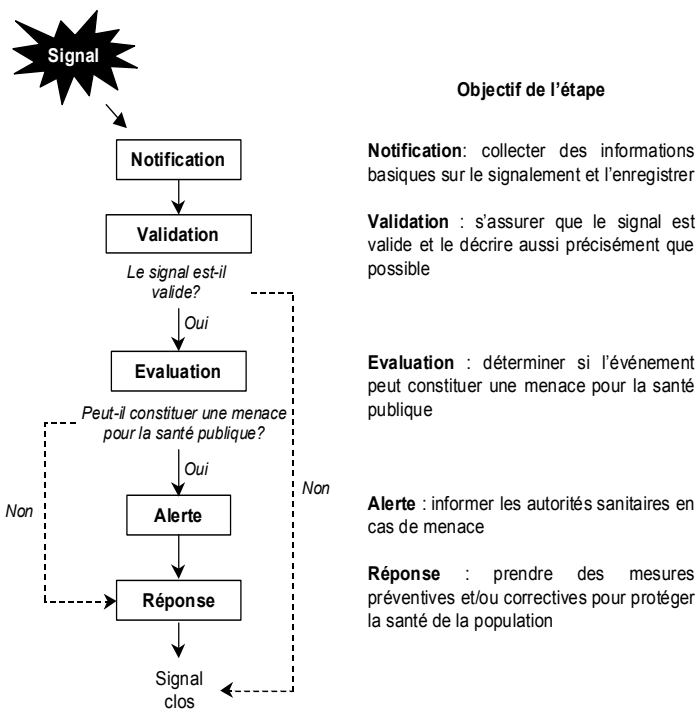 Signal
Objectif de l'étape
Notification
Notification: collecter des informations
basiques sur le signalement et l'enregistrer
Validation
Validation : s'assurer que le signal est
valide et le décrire aussi précisément que
possible
Le signal est-il
valide?
Oui
Evaluation
Evaluation : déterminer si l'événement
peut constituer une menace pour la santé
publique
Peut-il constituer une menace
pour la santé publique?
Oui
Non
Non
Alerte
Alerte : informer les autorités sanitaires en
cas de menace
Réponse
Réponse : prendre des mesures
préventives et/ou correctives pour protéger
la santé de la population
Signal
clos